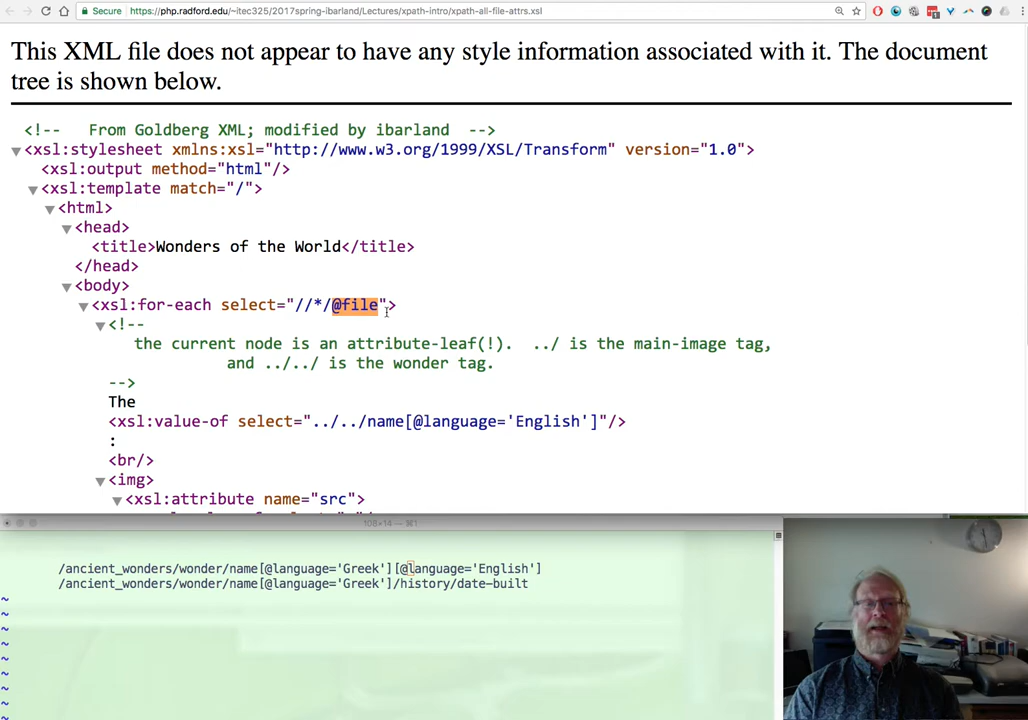 Secure https://php.radford.edu/~itec325/2017spring-ibarland/Lectures/xpath-intro/xpath-all-file-attrs.xsl
This XML file does not appear to have any style information associated with it. The document
tree is shown below.
<!--  From Goldberg XML; modified by ibarland  -->
▼<xsl:stylesheet xmlns:xsl="http://www.w3.org/1999/XSL/Transform" version="1.0">
<xsl:output method="html"/>
▼<xsl:template match="/">
▼<html>
▼<head>
<title>Wonders of the World</title>
</head>
▼<body>
▼<xsl:for-each select="//*/@file">
▼<!--
the current node is an attribute-leaf(!).  ../ is the main-image tag,
and ../../ is the wonder tag.
-->
The
<xsl:value-of select="../../name[@language='English']"/>
:
<br/>
▼<img>
▼<xsl:attribute name="src">
108×14 — ⌘1
/ancient_wonders/wonder/name[@language='Greek'][@language='English']
/ancient_wonders/wonder/name[@language='Greek']/history/date-built
~
~
~
~
~
~
~
~